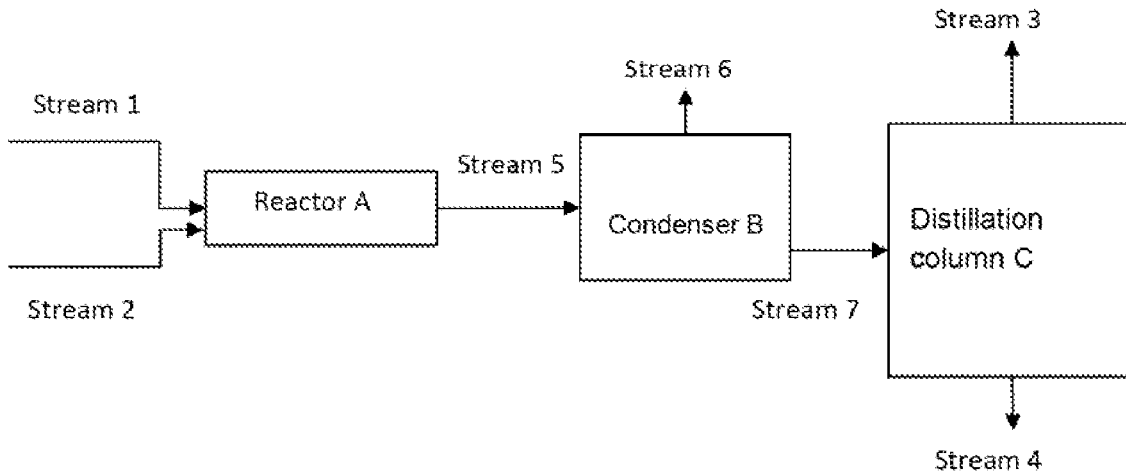 Stream 3
Stream 6
Stream 1
Stream 5
Reactor A
Condenser B
Distillation
column C
Stream 2
Stream 7
Stream 4